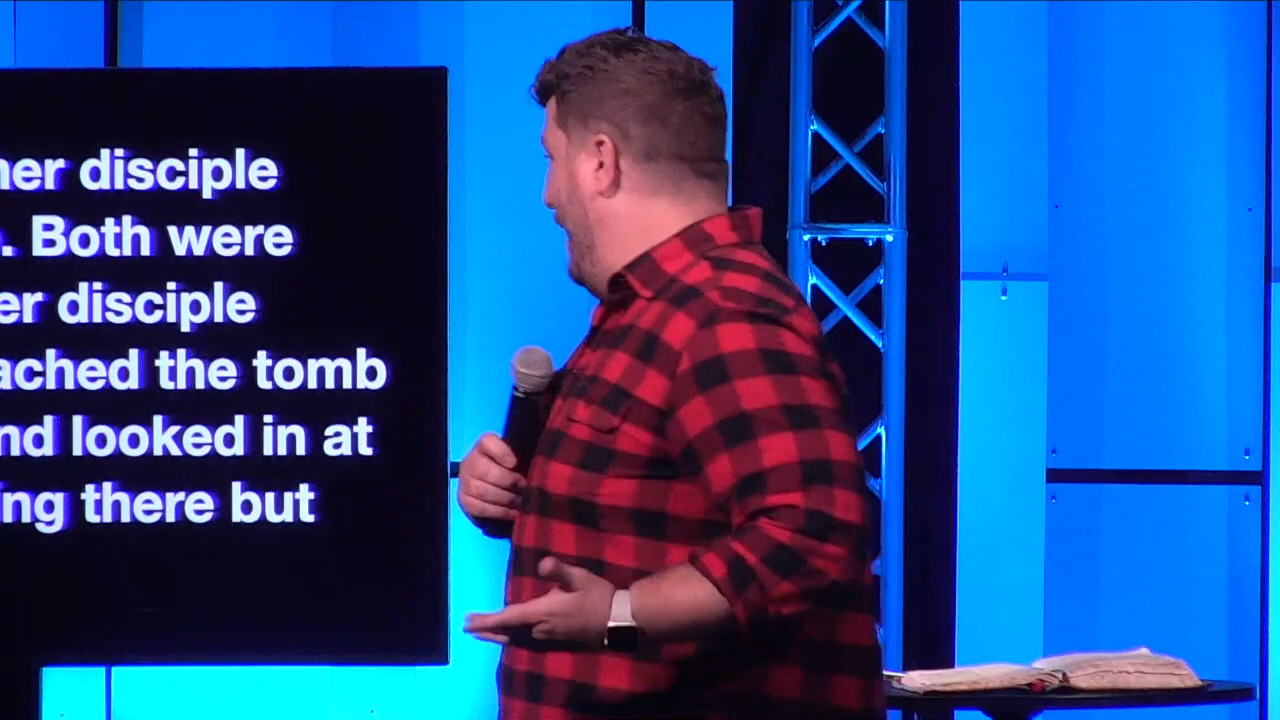 her disciple
. Both were
er disciple
ached the tomb
nd looked in at
ing there but